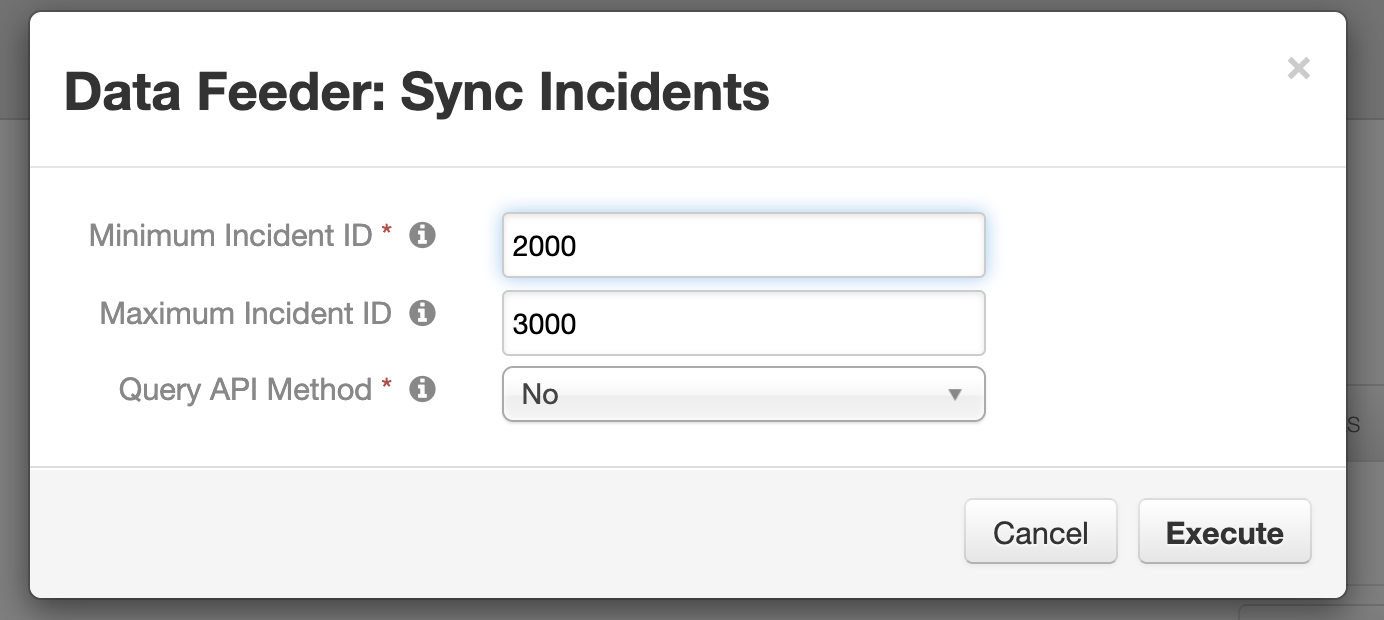 Data Feeder: Sync Incidents
×
Minimum Incident ID *
2000
Maximum Incident ID
3000
Query API Method *
No
s
Cancel
Execute